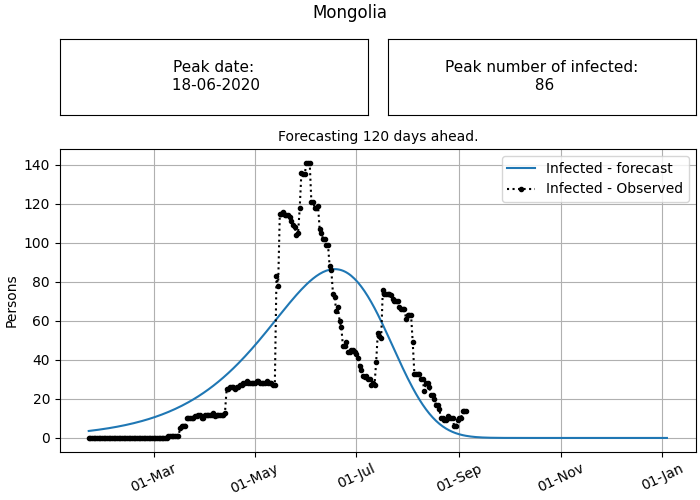 Mongolia
Peak date:
18-06-2020
Peak number of infected:
86
Forecasting 120 days ahead.
Infected - forecast
Infected - Observed
Persons
140
120
100
80
60
40
20
0
01-Mar
01-May
01-Jul
01-Sep
01-Nov
01-Jan